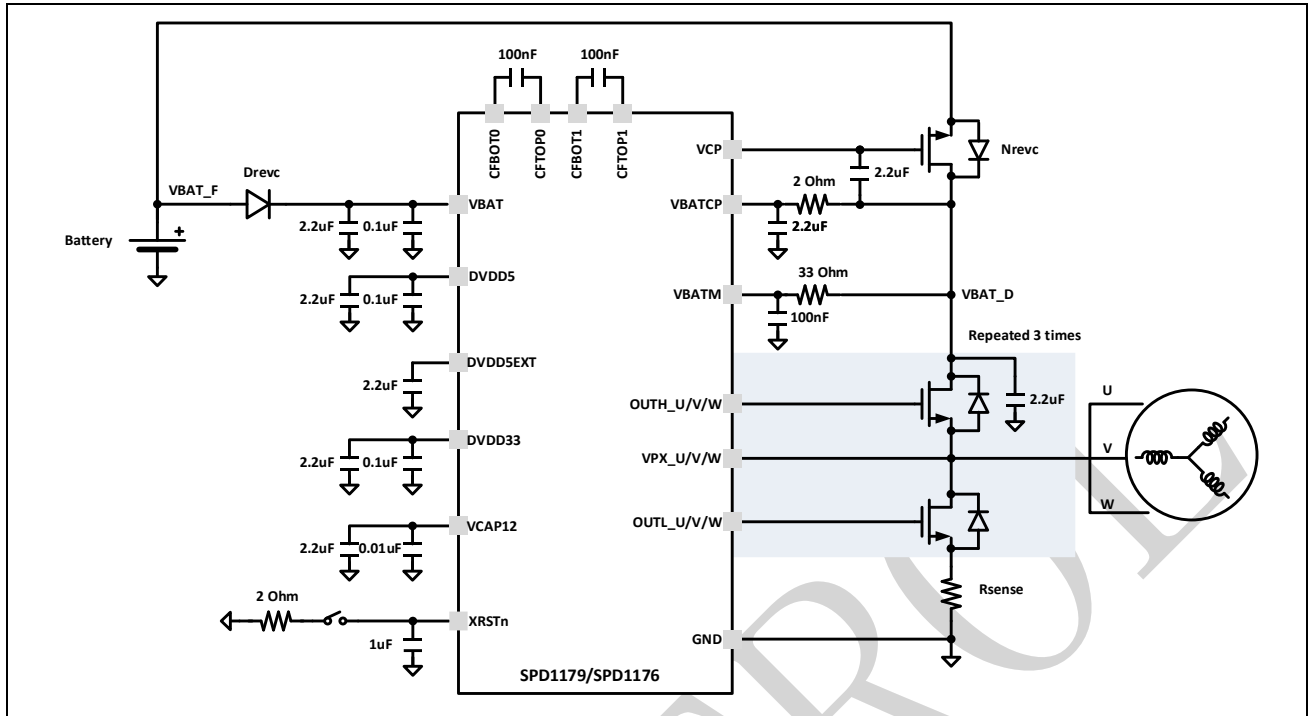 100nF 100nF
CFBOT0
CFTOP0
CFBOT1
CFTOP1
VCP
Nrevc
2.2uF
2 Ohm
Drevc
VBAT_F
VBAT
VBATCP
2.2uF 0.1uF
2.2uF
Battery
+
DVDD5
33 Ohm
2.2uF 0.1uF
VBATM
VBAT_D
100nF
Repeated 3 times
DVDD5EXT
2.2uF
OUTH_U/V/W
2.2uF
U
DVDD33
VPX_U/V/W
V
2.2uF 0.1uF
W
VCAP12
OUTL_U/V/W
2.2uF 0.01uF
2 Ohm
Rsense
XRSTn
1uF
GND
SPD1179/SPD1176